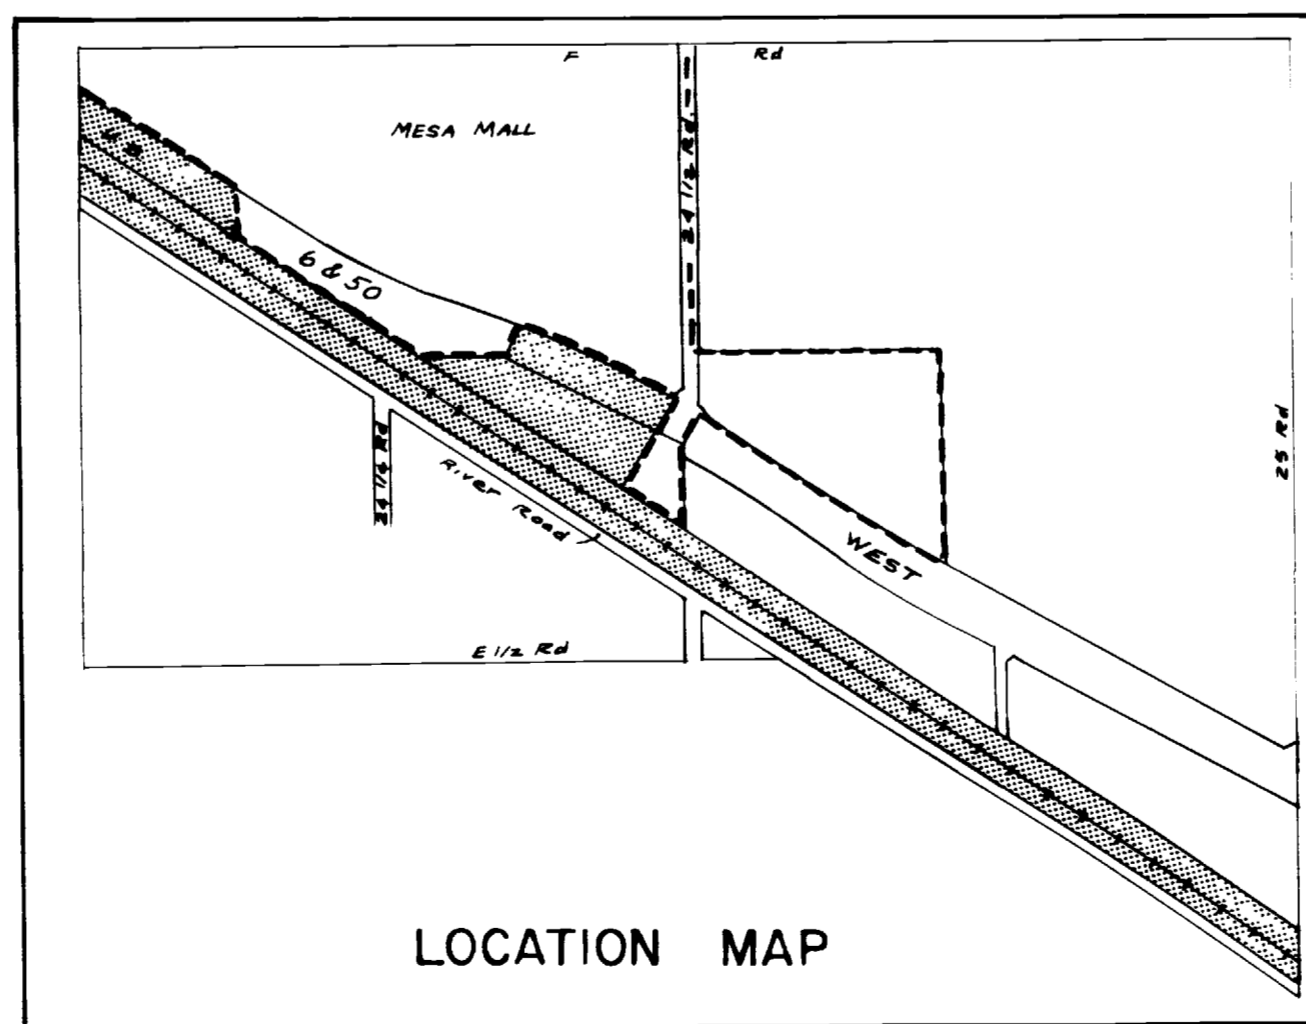 F Rd
MESA MALL
24 1/2 Rd.
6 & 50
25 Rd
24 1/4 Rd
River Road
WEST
E 1/2 Rd
LOCATION MAP